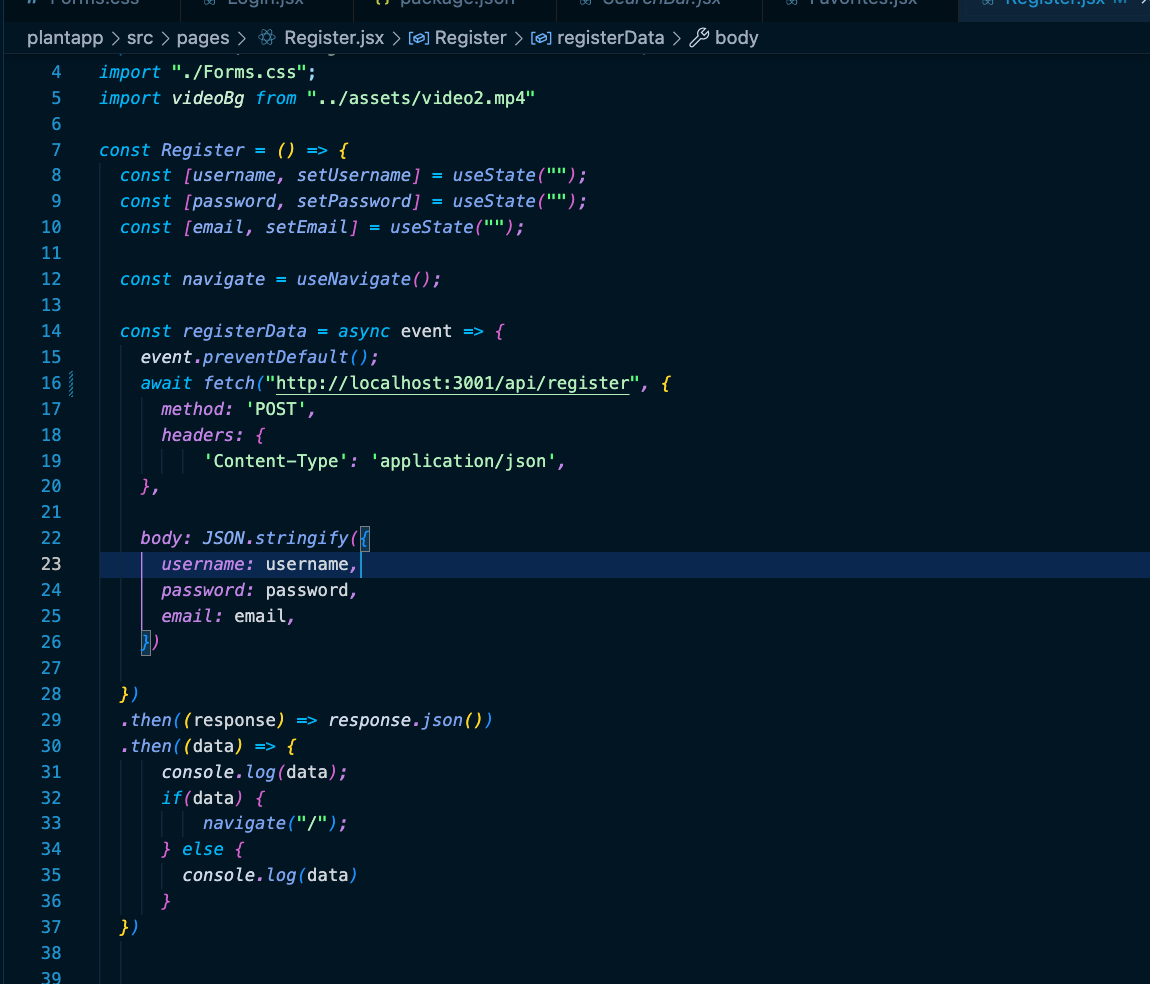 Forms.css Login.jsx package.json SearchBar.jsx Favorites.jsx Register.jsx M
plantapp > src > pages > Register.jsx > Register > registerData > body
4 import "./Forms.css";
5 import videoBg from "../assets/video2.mp4"
6
7 const Register = () => {
8 const [username, setUsername] = useState("");
9 const [password, setPassword] = useState("");
10 const [email, setEmail] = useState("");
11
12 const navigate = useNavigate();
13
14 const registerData = async event => {
15 event.preventDefault();
16 await fetch("http://localhost:3001/api/register", {
17 method: 'POST',
18 headers: {
19 'Content-Type': 'application/json',
20 },
21
22 body: JSON.stringify({
23 username: username,
24 password: password,
25 email: email,
26 })
27
28 })
29 .then((response) => response.json())
30 .then((data) => {
31 console.log(data);
32 if(data) {
33 navigate("/");
34 } else {
35 console.log(data)
36 }
37 })
38
39